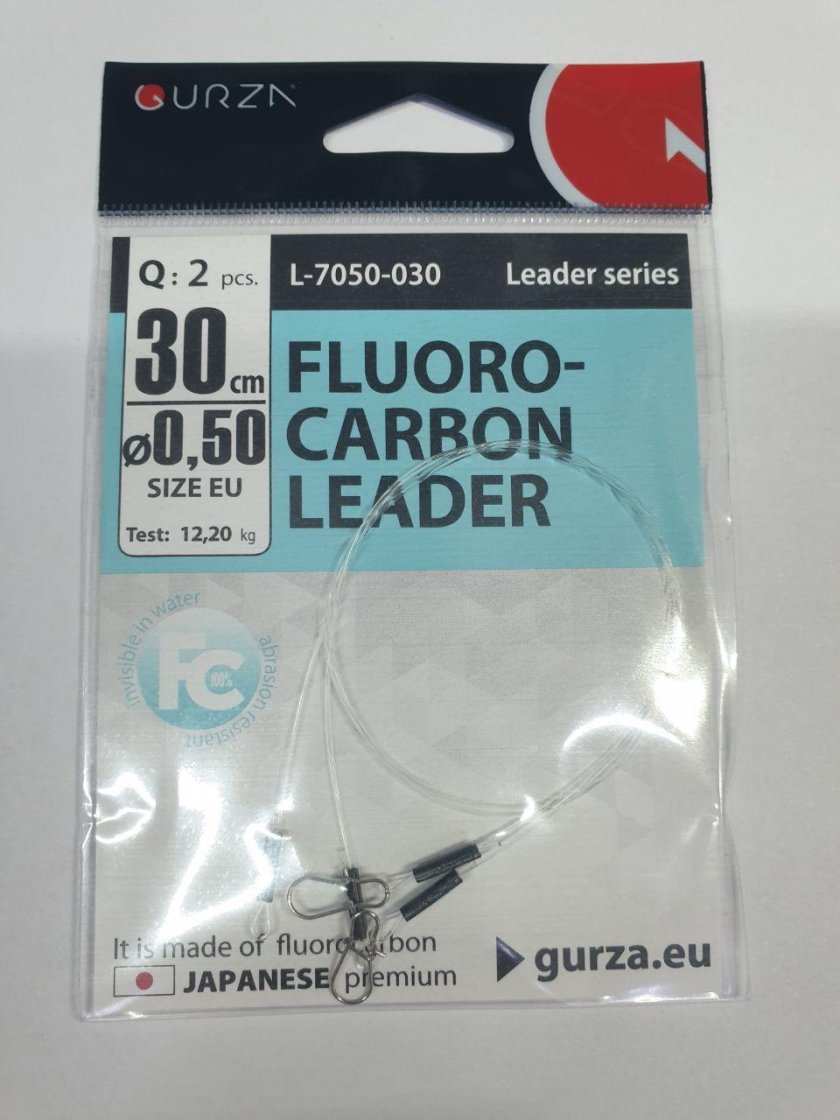 GURZA
Q: 2 pcs.
L-7050-030
Leader series
30 cm
ø0,50
SIZE EU
Test: 12,20 kg
FLUORO-
CARBON
LEADER
invisible in water
abrasion resistant
FC
100%
It is made of fluorocarbon
JAPANESE premium
gurza.eu